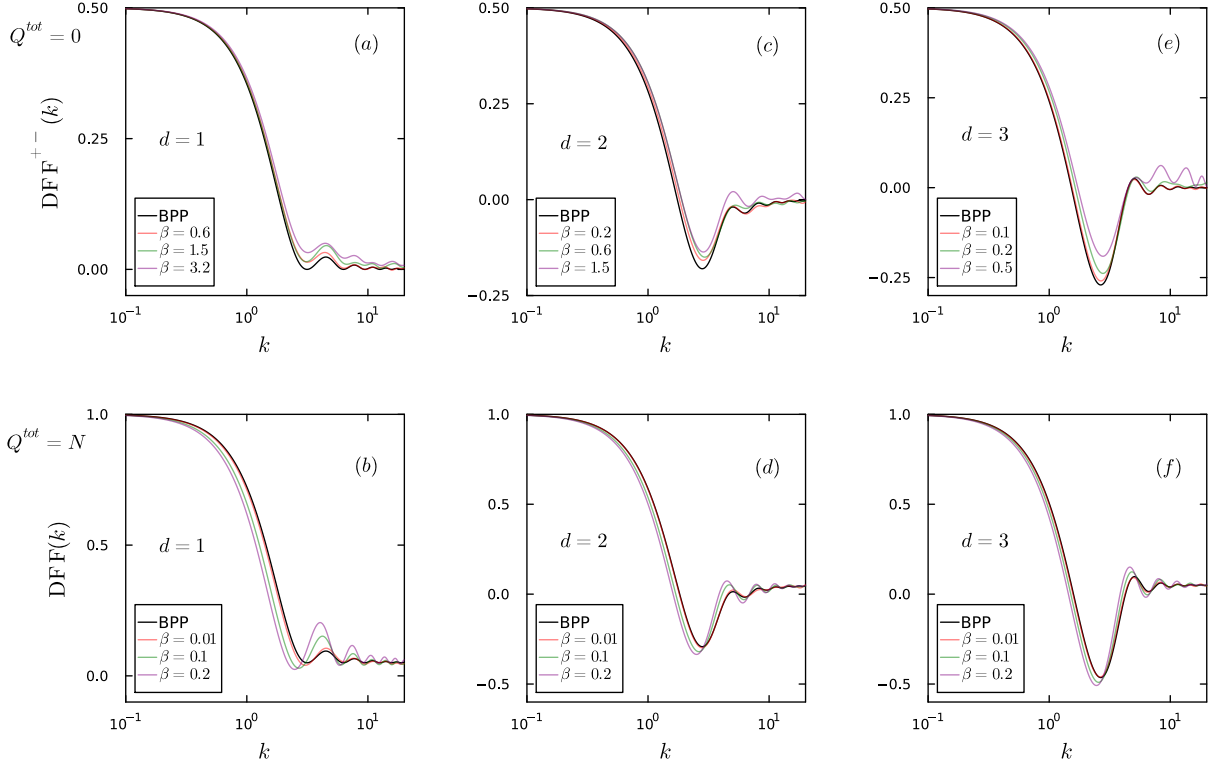 Q^{tot} = 0
DFF^{+-}(k)
0.50
0.25
0.00
(a)
d = 1
BPP
β = 0.6
β = 1.5
β = 3.2
10^{-1} 10^0 10^1
k
0.50
0.25
0.00
−0.25
(c)
d = 2
BPP
β = 0.2
β = 0.6
β = 1.5
10^{-1} 10^0 10^1
k
0.50
0.25
0.00
−0.25
(e)
d = 3
BPP
β = 0.1
β = 0.2
β = 0.5
10^{-1} 10^0 10^1
k
Q^{tot} = N
DFF(k)
1.0
0.5
0.0
(b)
d = 1
BPP
β = 0.01
β = 0.1
β = 0.2
10^{-1} 10^0 10^1
k
1.0
0.5
0.0
−0.5
(d)
d = 2
BPP
β = 0.01
β = 0.1
β = 0.2
10^{-1} 10^0 10^1
k
1.0
0.5
0.0
−0.5
(f)
d = 3
BPP
β = 0.01
β = 0.1
β = 0.2
10^{-1} 10^0 10^1
k